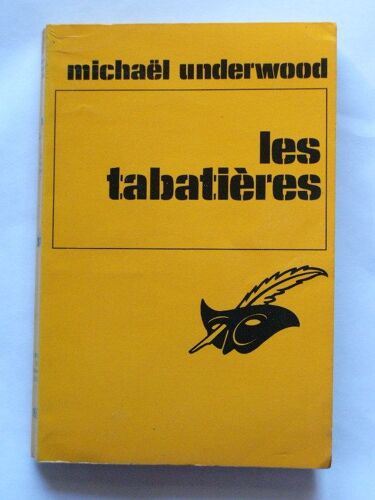 michaël underwood
les
tabatières